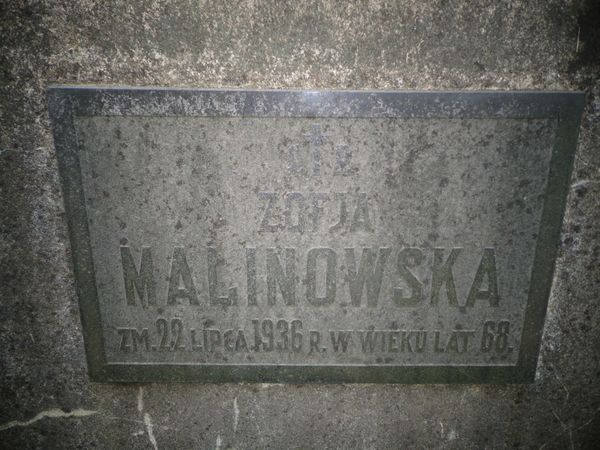 Ś†P
ZOFJA
MALINOWSKA
ZM. 22 LIPCA 1936 R. W WIEKU LAT 68.